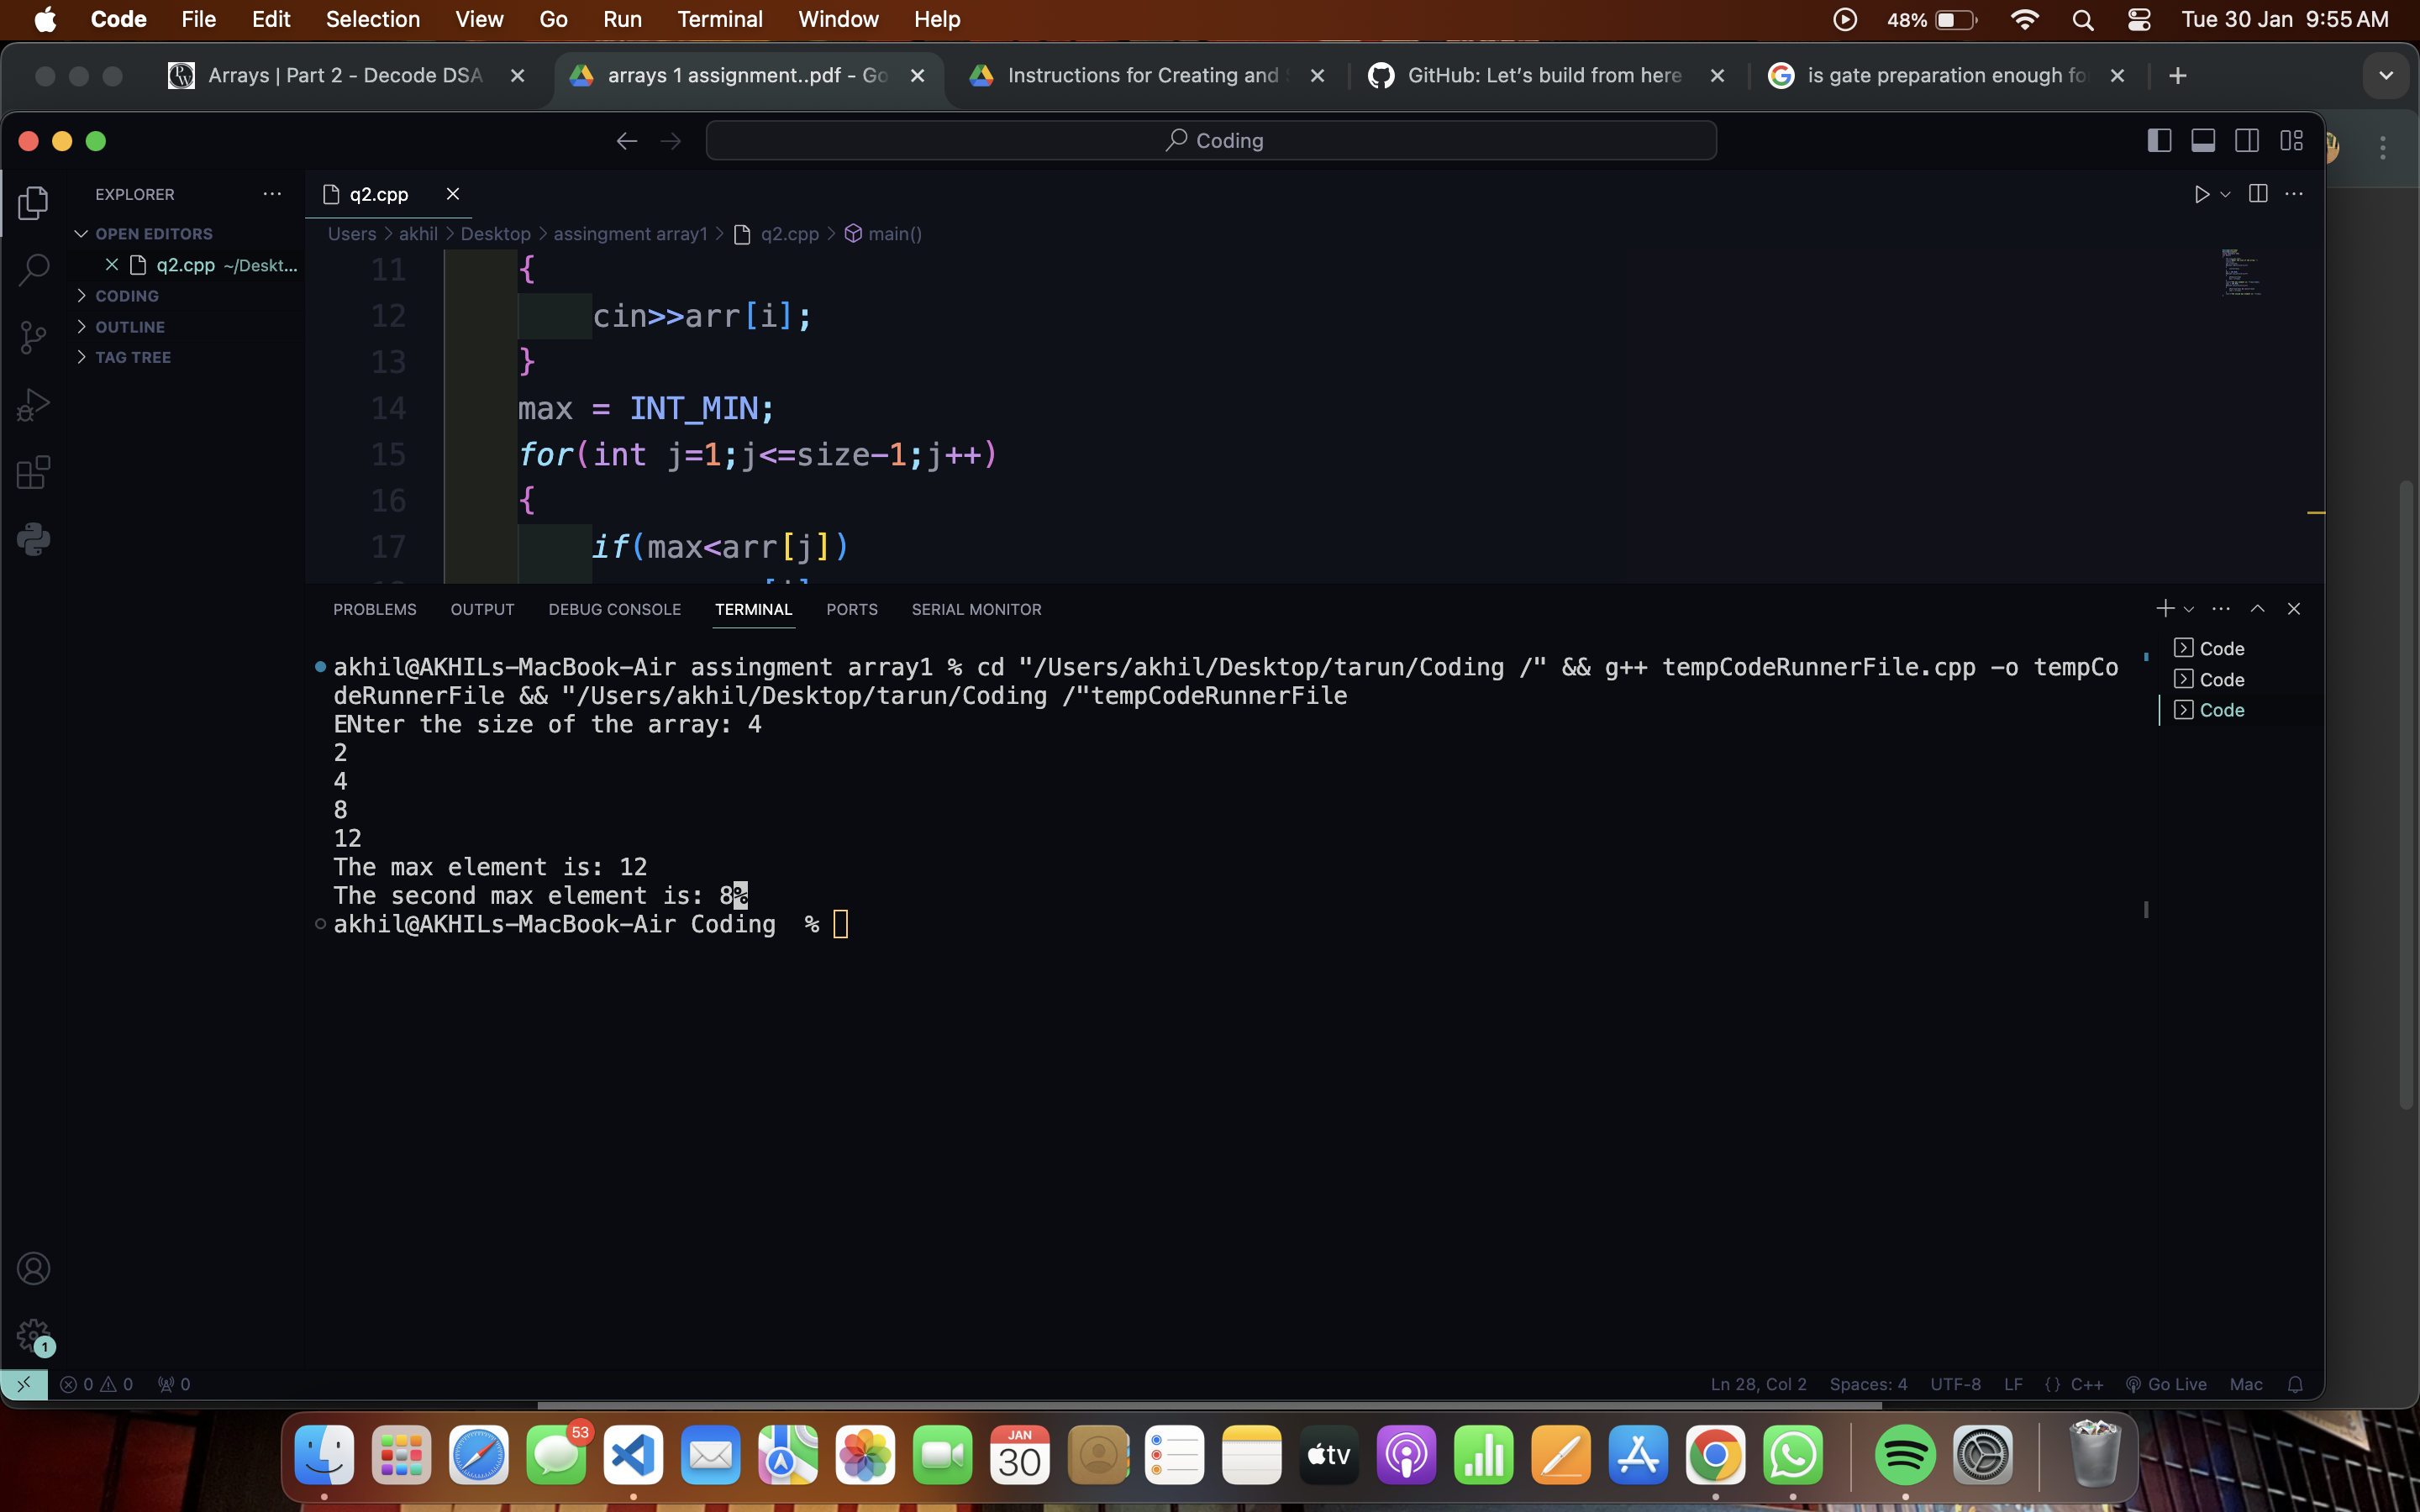 Code File Edit Selection View Go Run Terminal Window Help 48% Tue 30 Jan 9:55 AM
Arrays | Part 2 - Decode DSA arrays 1 assignment..pdf - Go Instructions for Creating and GitHub: Let's build from here is gate preparation enough fo
Coding
EXPLORER
q2.cpp
OPEN EDITORS
Users > akhil > Desktop > assingment array1 > q2.cpp > main()
q2.cpp ~/Deskt...
CODING
OUTLINE
TAG TREE
11 {
12 cin>>arr[i];
13 }
14 max = INT_MIN;
15 for(int j=1;j<=size-1;j++)
16 {
17 if(max<arr[j])
PROBLEMS OUTPUT DEBUG CONSOLE TERMINAL PORTS SERIAL MONITOR
Code
Code
Code
akhil@AKHILs-MacBook-Air assingment array1 % cd "/Users/akhil/Desktop/tarun/Coding /" && g++ tempCodeRunnerFile.cpp -o tempCo
deRunnerFile && "/Users/akhil/Desktop/tarun/Coding /"tempCodeRunnerFile
ENter the size of the array: 4
2
4
8
12
The max element is: 12
The second max element is: 8%
akhil@AKHILs-MacBook-Air Coding %
1
0 0 0
Ln 28, Col 2 Spaces: 4 UTF-8 LF {} C++ Go Live Mac
53
JAN
30
tv